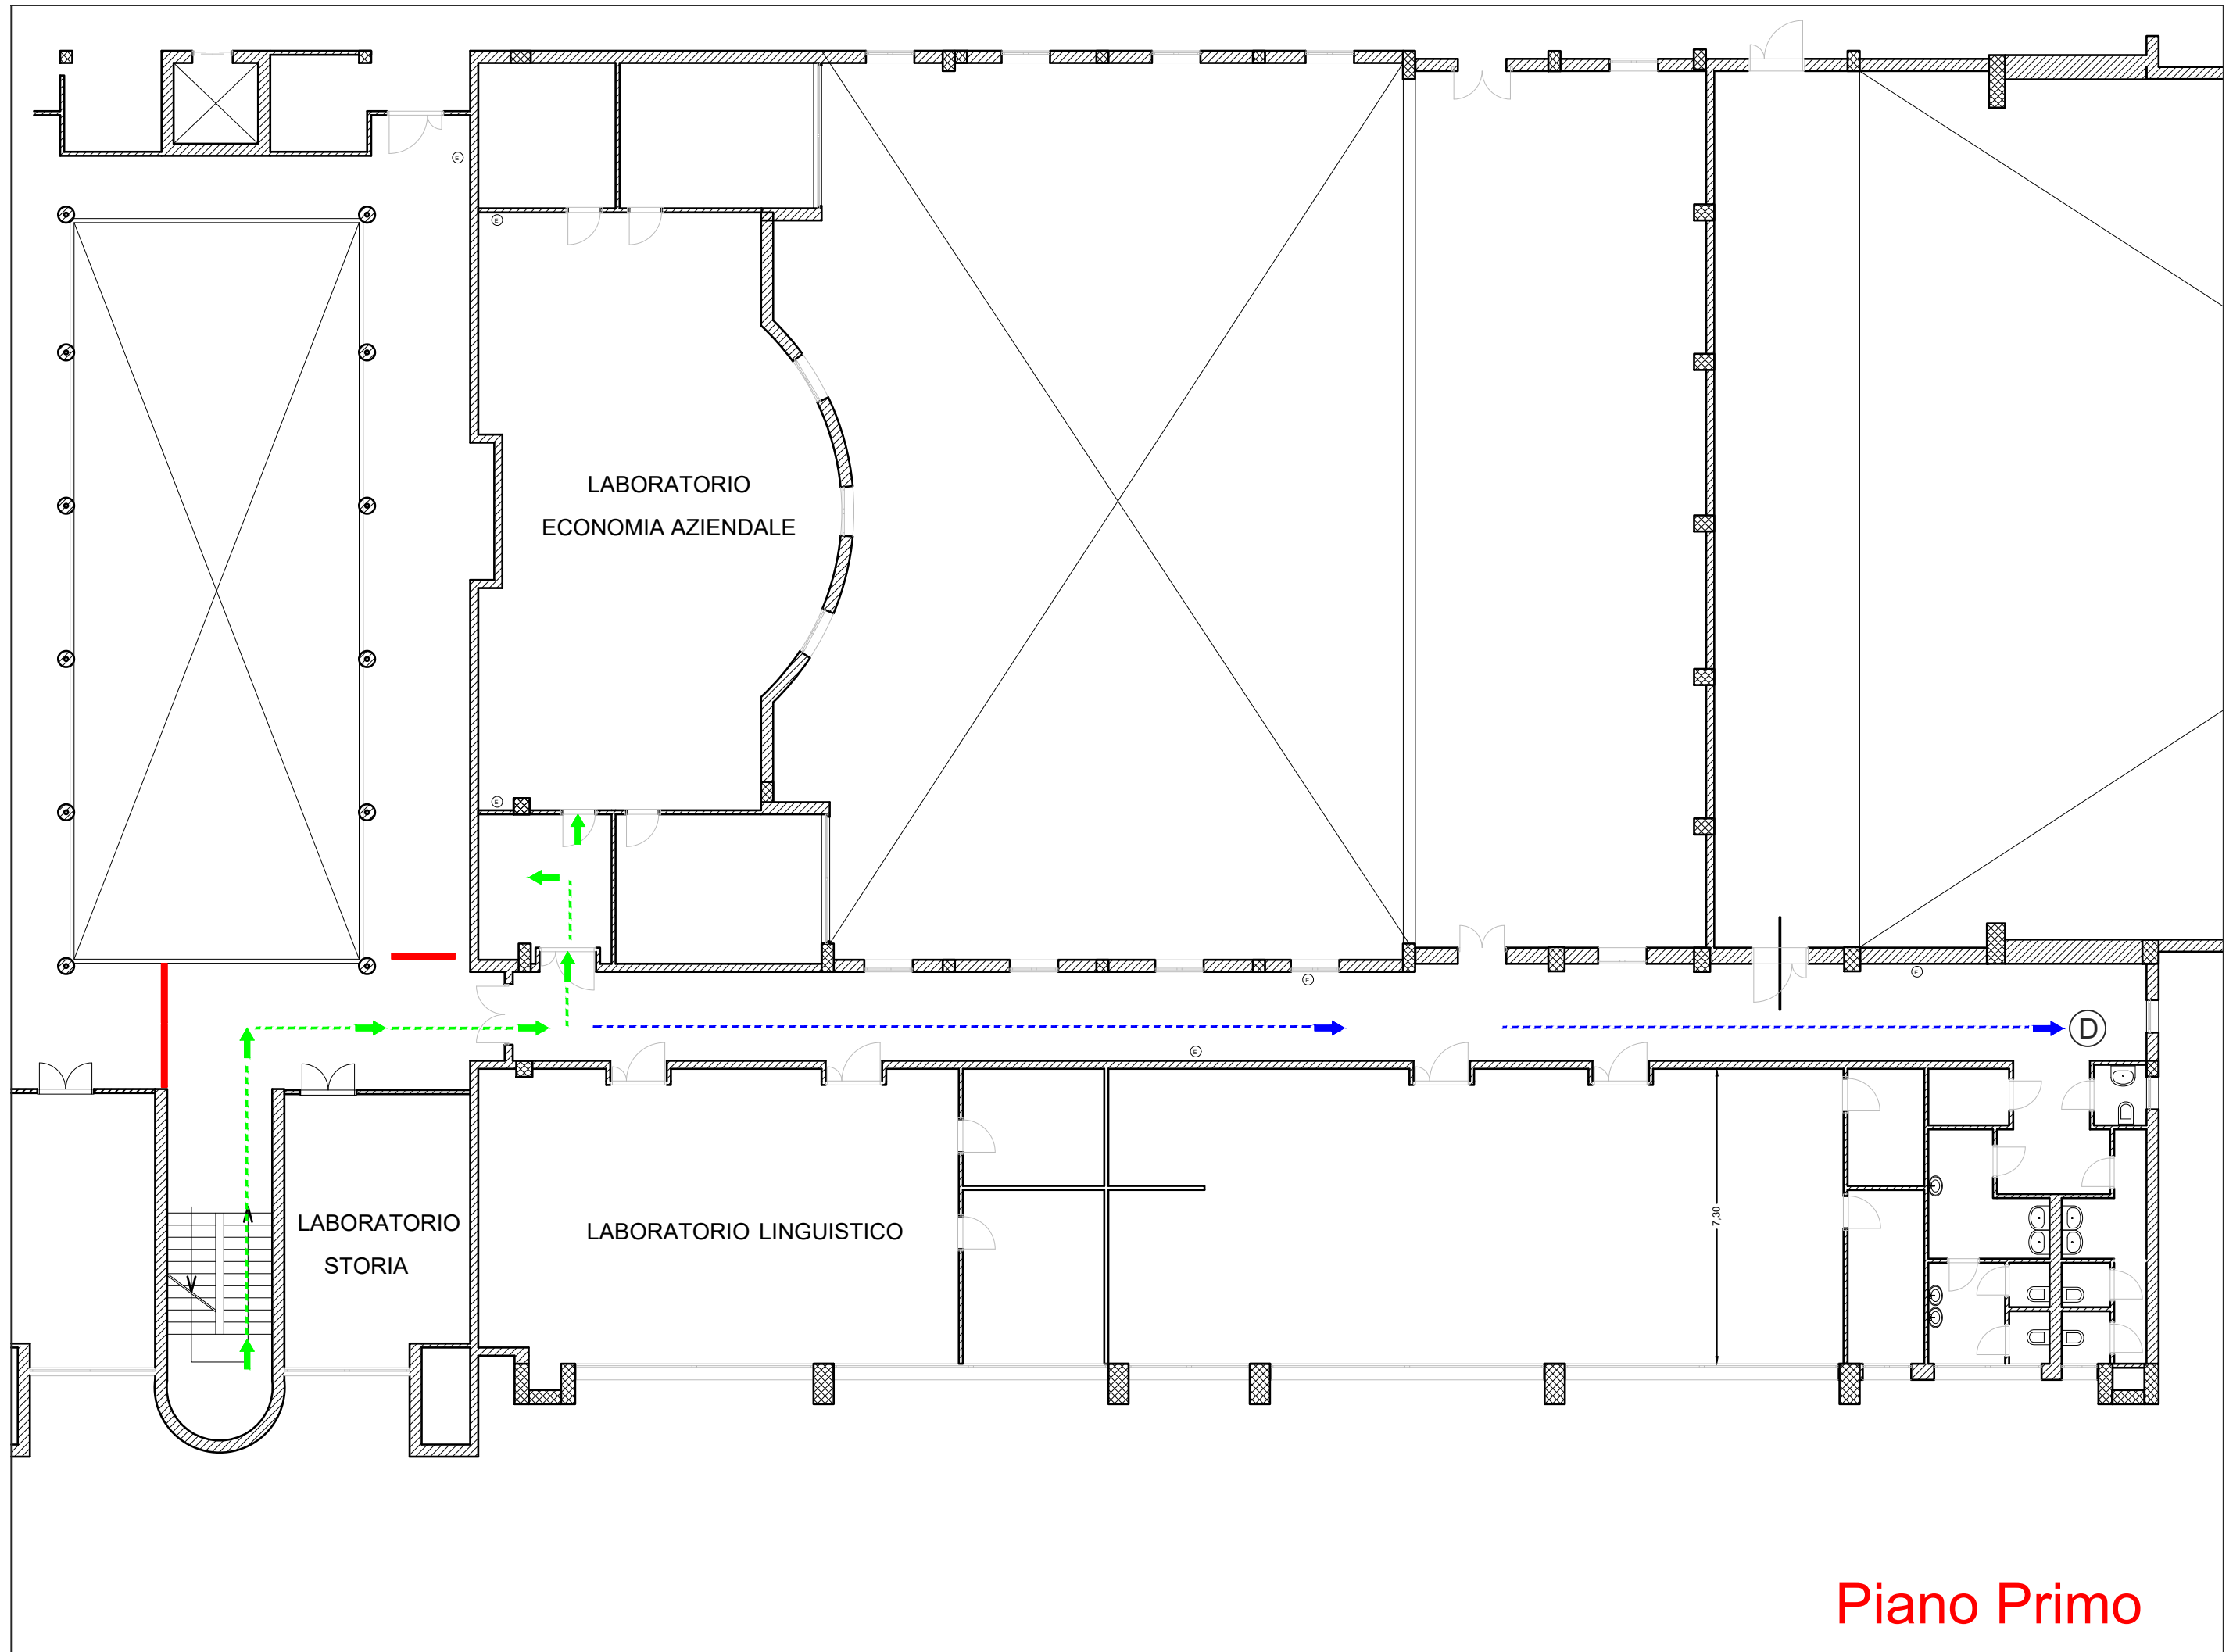 E
E
LABORATORIO
ECONOMIA AZIENDALE
E
E
E
D
E
7,30
LABORATORIO
STORIA
LABORATORIO LINGUISTICO
Piano Primo